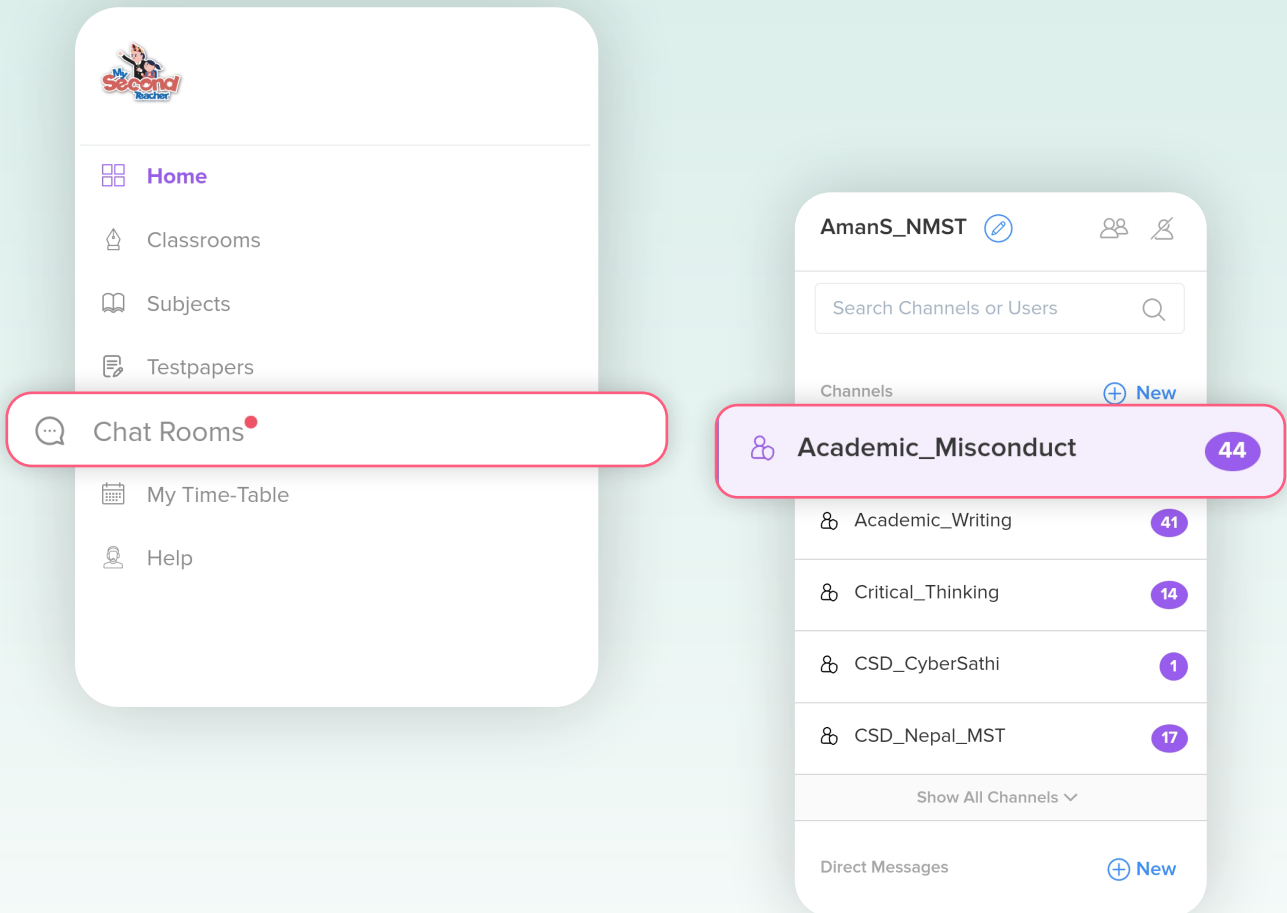 My
Second
Teacher
Home
Classrooms
Subjects
Testpapers
Chat Rooms
My Time-Table
Help
AmanS_NMST
Search Channels or Users
Channels
New
Academic_Misconduct
44
Academic_Writing
41
Critical_Thinking
14
CSD_CyberSathi
1
CSD_Nepal_MST
17
Show All Channels
Direct Messages
New